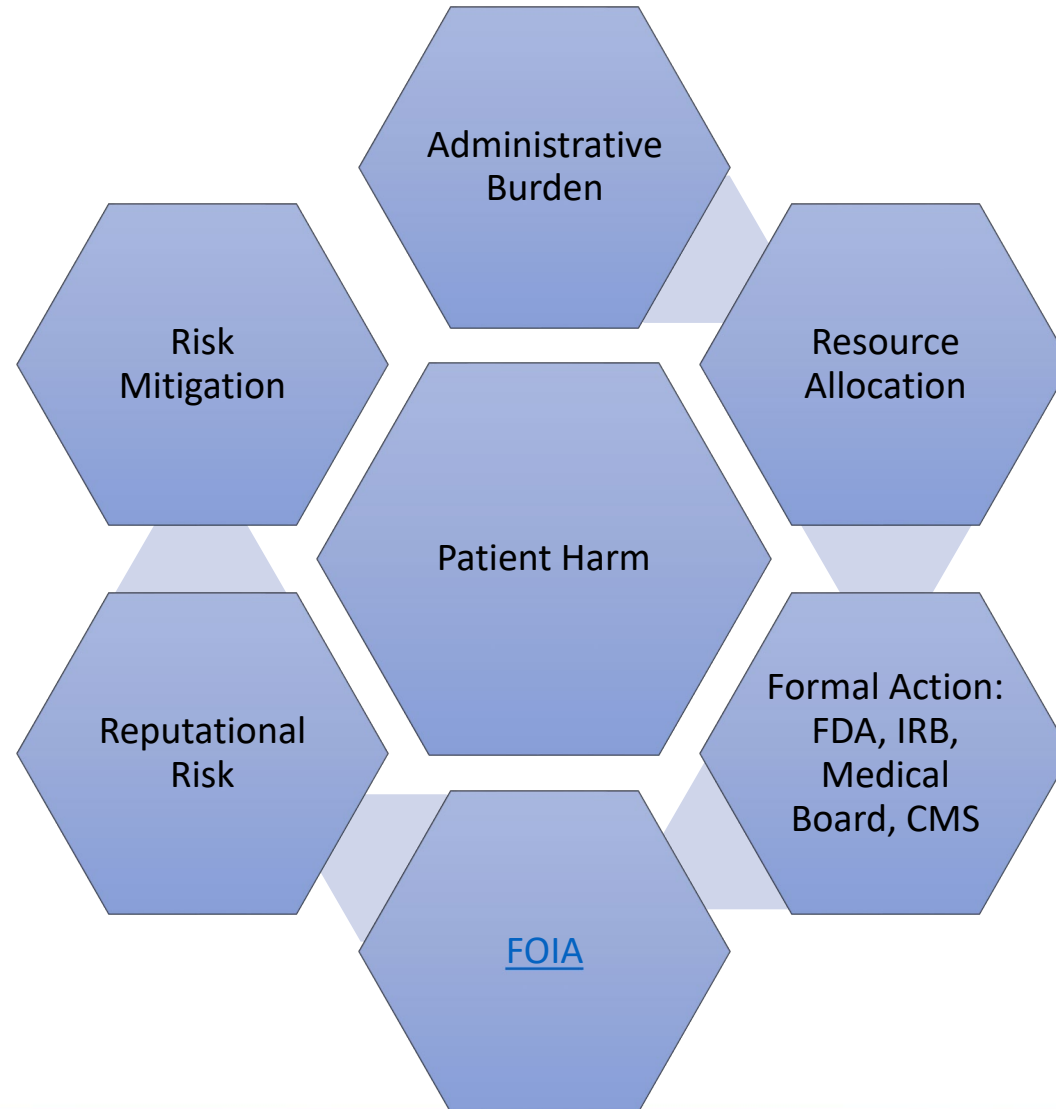 Administrative
Burden
Resource
Allocation
Formal Action:
FDA, IRB,
Medical
Board, CMS
FOIA
Reputational
Risk
Risk
Mitigation
Patient Harm